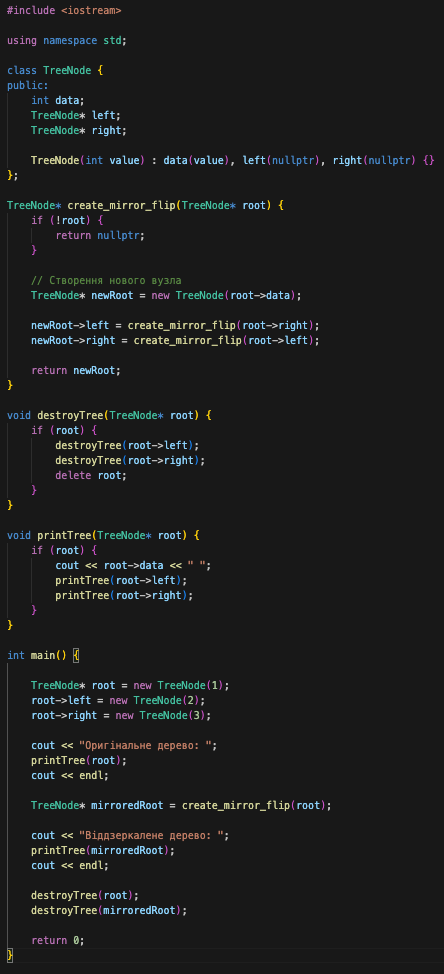 #include <iostream>
using namespace std;
class TreeNode {
public:
    int data;
    TreeNode* left;
    TreeNode* right;
    TreeNode(int value) : data(value), left(nullptr), right(nullptr) {}
};
TreeNode* create_mirror_flip(TreeNode* root) {
    if (!root) {
        return nullptr;
    }
    // Створення нового вузла
    TreeNode* newRoot = new TreeNode(root->data);
    newRoot->left = create_mirror_flip(root->right);
    newRoot->right = create_mirror_flip(root->left);
    return newRoot;
}
void destroyTree(TreeNode* root) {
    if (root) {
        destroyTree(root->left);
        destroyTree(root->right);
        delete root;
    }
}
void printTree(TreeNode* root) {
    if (root) {
        cout << root->data << " ";
        printTree(root->left);
        printTree(root->right);
    }
}
int main() {
    TreeNode* root = new TreeNode(1);
    root->left = new TreeNode(2);
    root->right = new TreeNode(3);
    cout << "Оригінальне дерево: ";
    printTree(root);
    cout << endl;
    TreeNode* mirroredRoot = create_mirror_flip(root);
    cout << "Віддзеркалене дерево: ";
    printTree(mirroredRoot);
    cout << endl;
    destroyTree(root);
    destroyTree(mirroredRoot);
    return 0;
}